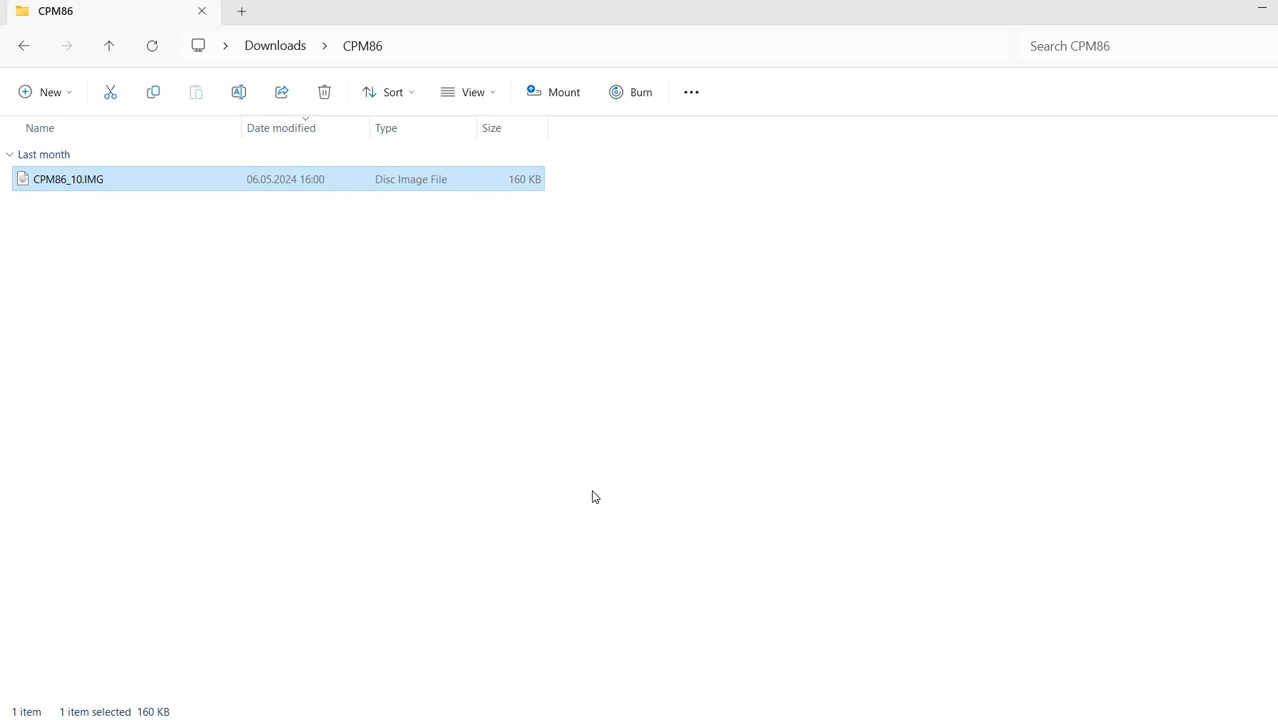 CPM86
Downloads > CPM86
Search CPM86
New
Sort
View
Mount
Burn
Name Date modified Type Size
Last month
CPM86_10.IMG 06.05.2024 16:00 Disc Image File 160 KB
1 item 1 item selected 160 KB